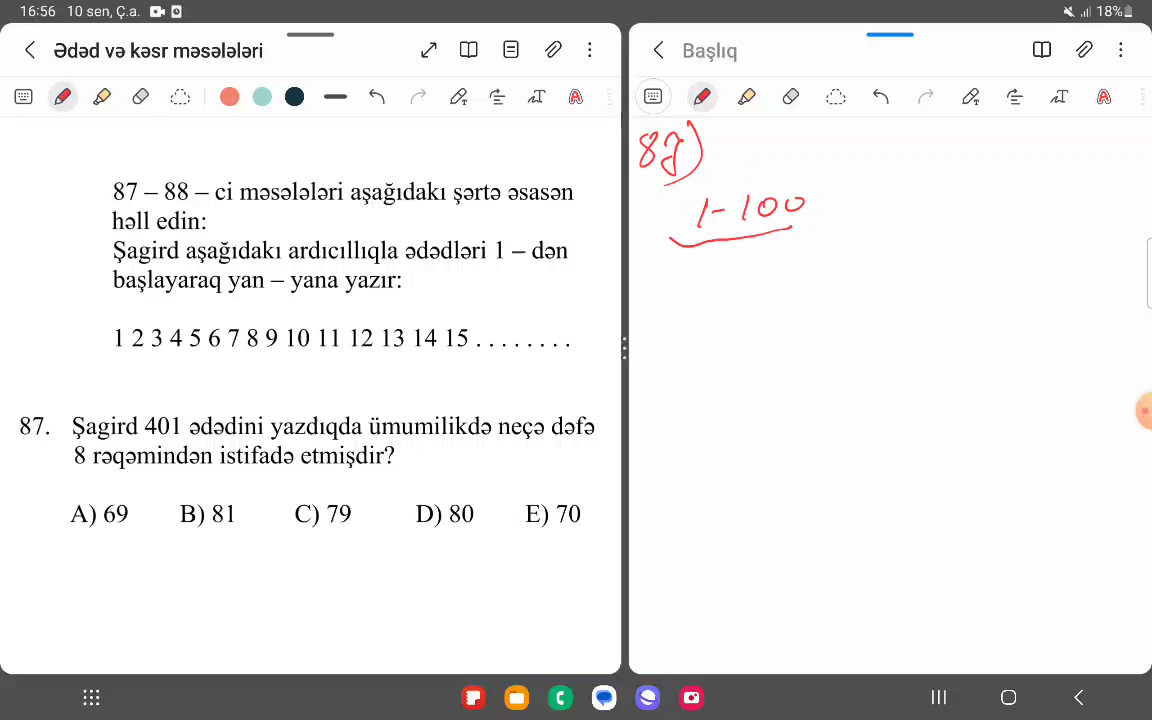 16:56 10 sen, Ç.a. 18%
Ədəd və kəsr məsələləri
Başlıq
87 – 88 – ci məsələləri aşağıdakı şərtə əsasən
həll edin:
Şagird aşağıdakı ardıcıllıqla ədədləri 1 – dən
başlayaraq yan – yana yazır:
1 2 3 4 5 6 7 8 9 10 11 12 13 14 15 . . . . . . . .
87. Şagird 401 ədədini yazdıqda ümumilikdə neçə dəfə
8 rəqəmindən istifadə etmişdir?
A) 69 B) 81 C) 79 D) 80 E) 70
87)
1- 100